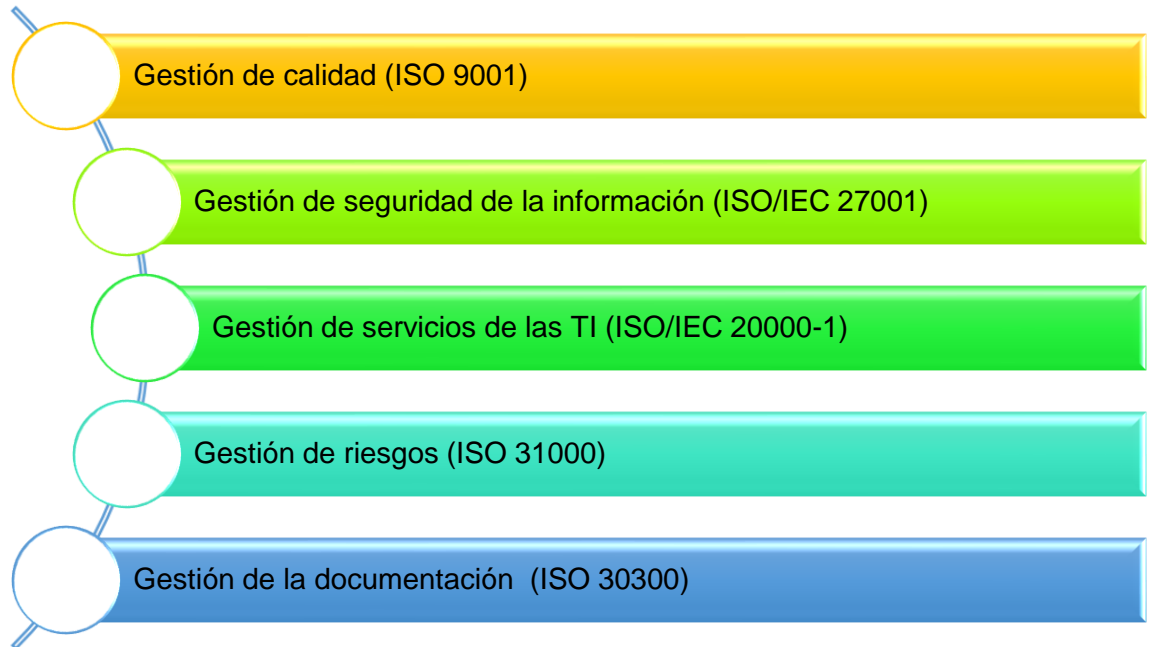 Gestión de calidad (ISO 9001)
Gestión de seguridad de la información (ISO/IEC 27001)
Gestión de servicios de las TI (ISO/IEC 20000-1)
Gestión de riesgos (ISO 31000)
Gestión de la documentación  (ISO 30300)